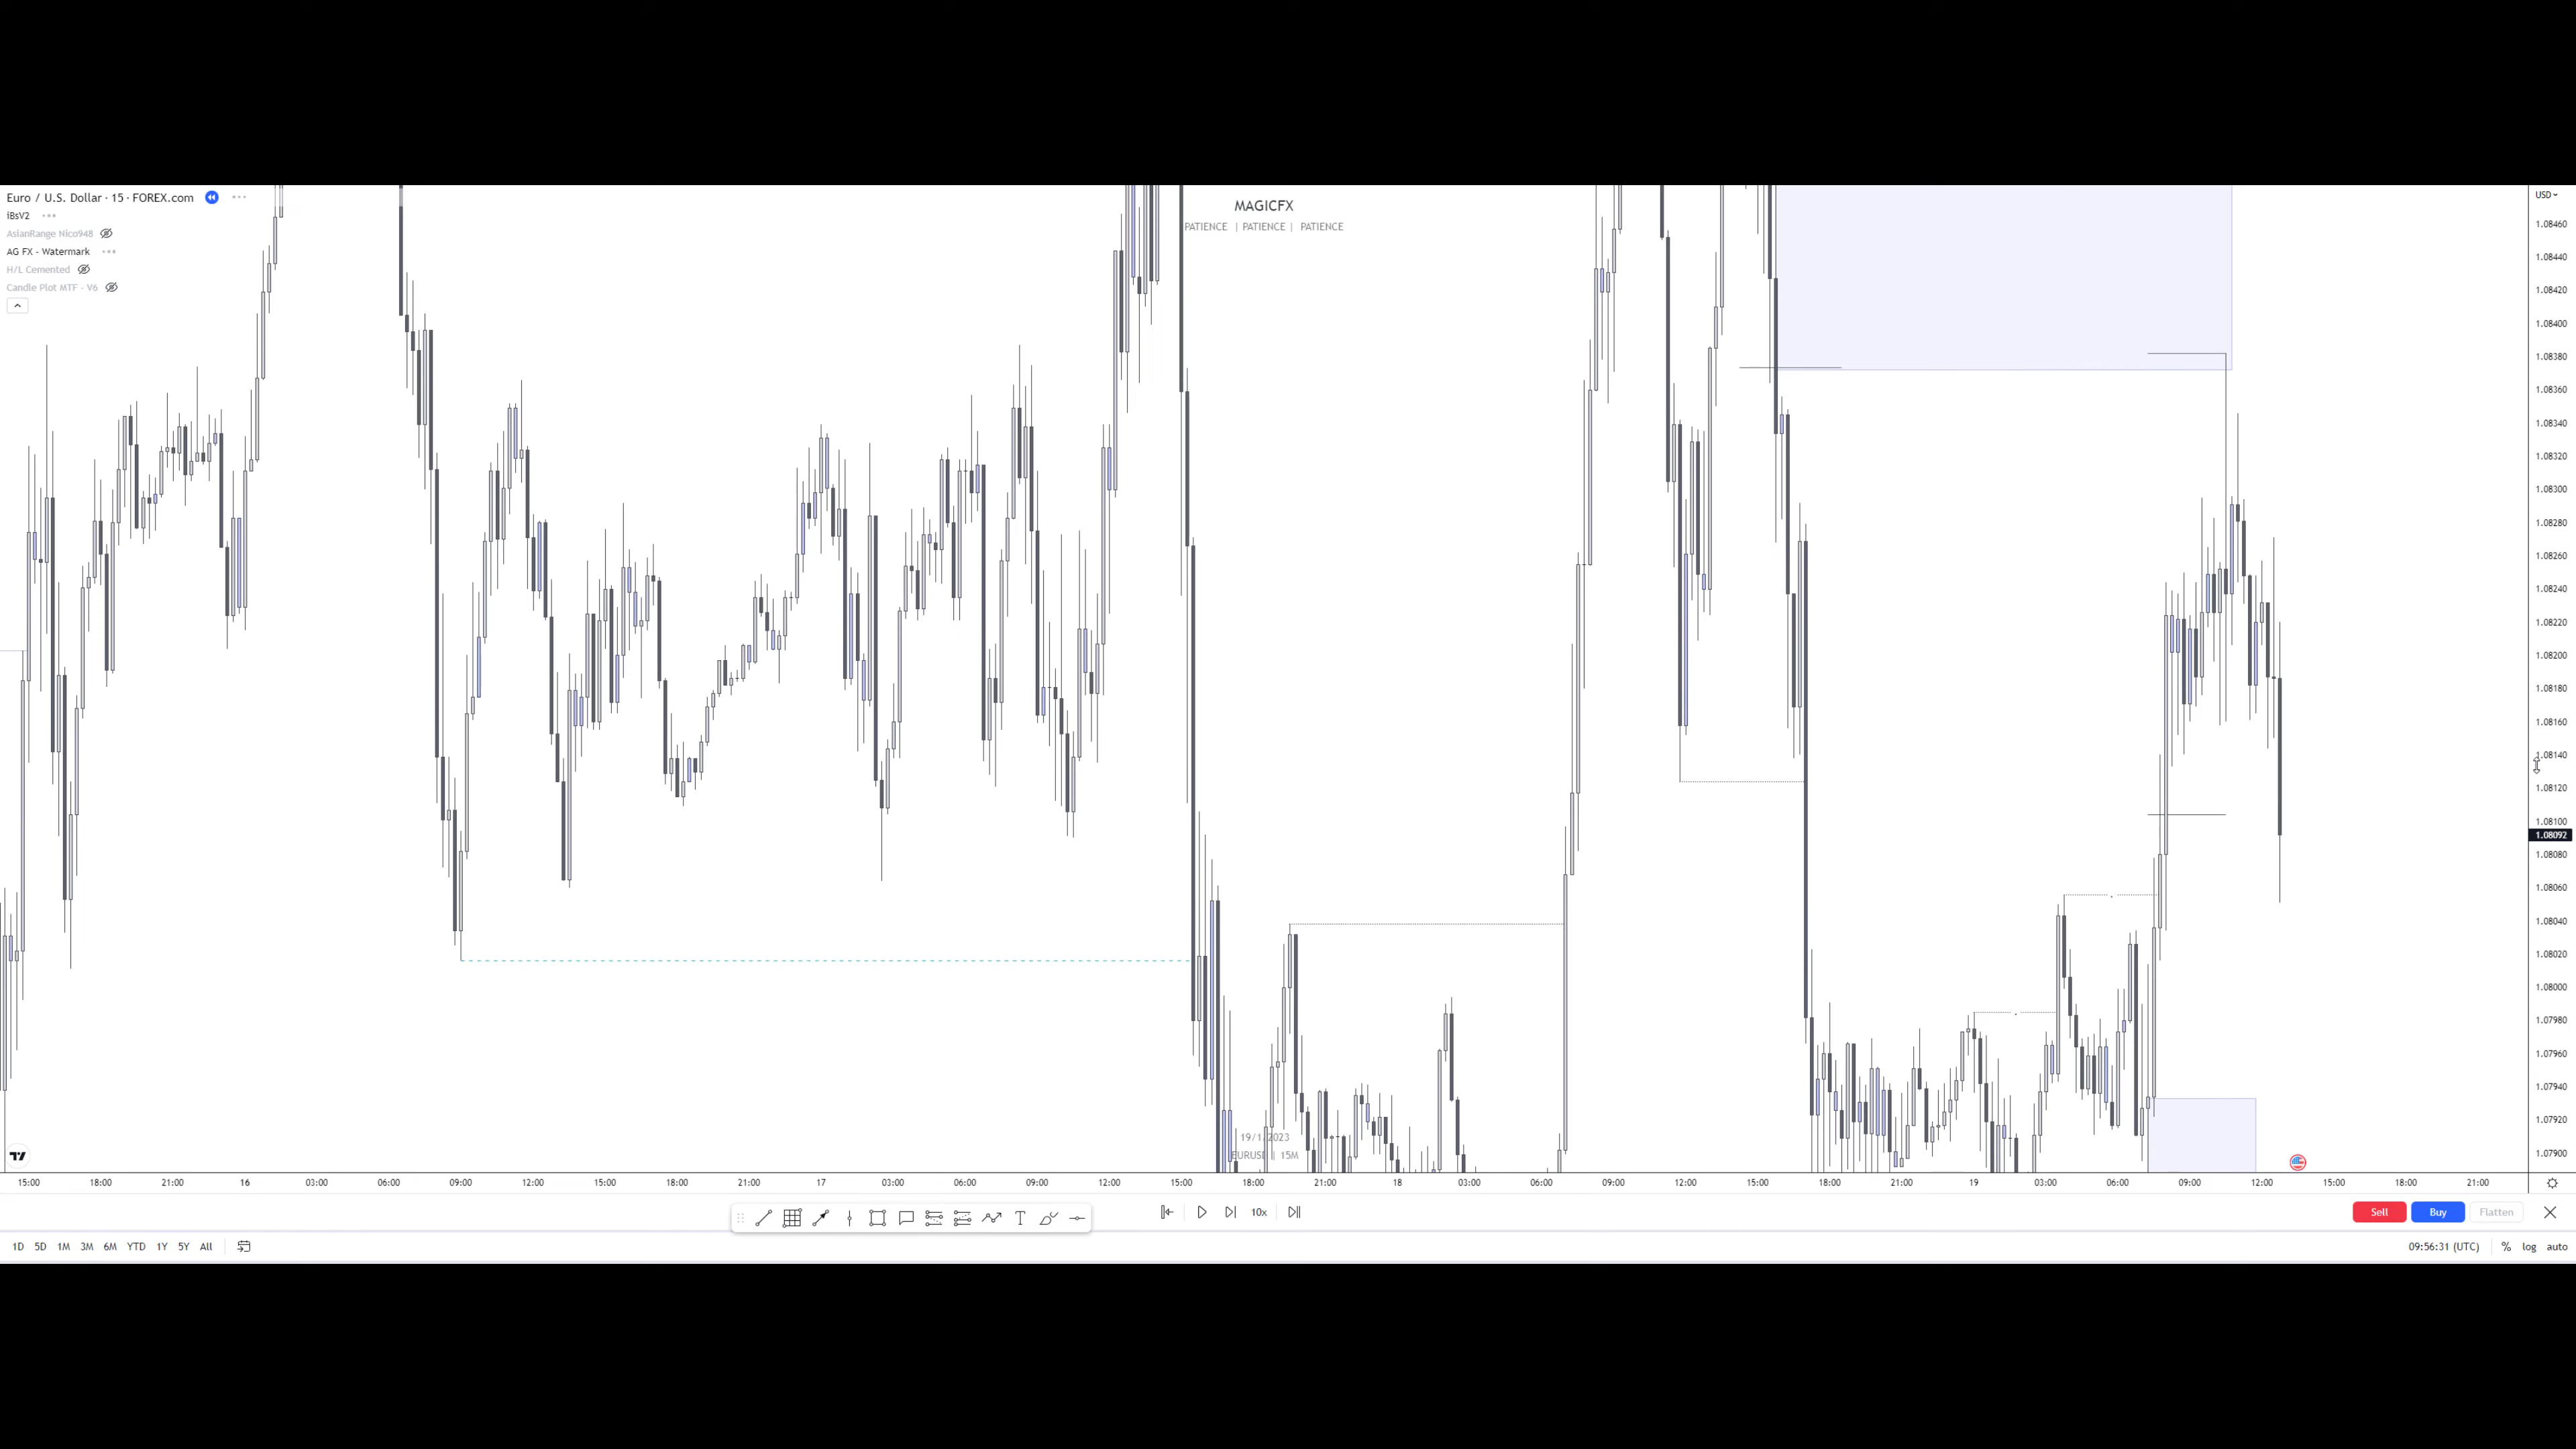 Euro / U.S. Dollar · 15 · FOREX.com
iBsV2
AsianRange Nico948
AG FX - Watermark
H/L Cemented
Candle Plot MTF - V6
MAGICFX
PATIENCE | PATIENCE | PATIENCE
USD
1.08460
1.08440
1.08420
1.08400
1.08380
1.08360
1.08340
1.08320
1.08300
1.08280
1.08260
1.08240
1.08220
1.08200
1.08180
1.08160
1.08140
1.08120
1.08100
1.08092
1.08080
1.08060
1.08040
1.08020
1.08000
1.07980
1.07960
1.07940
1.07920
1.07900
19/1/2023
EURUSD | 15M
15:00 18:00 21:00 16 03:00 06:00 09:00 12:00 15:00 18:00 21:00 17 03:00 06:00 09:00 12:00 15:00 18:00 21:00 18 03:00 06:00 09:00 12:00 15:00 18:00 21:00 19 03:00 06:00 09:00 12:00 15:00 18:00 21:00
10x
Sell Buy Flatten
1D 5D 1M 3M 6M YTD 1Y 5Y All
09:56:31 (UTC) % log auto